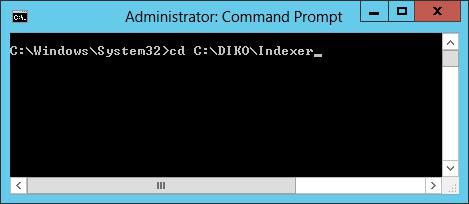 Administrator: Command Prompt
C:\Windows\System32>cd C:\DIKO\Indexer_